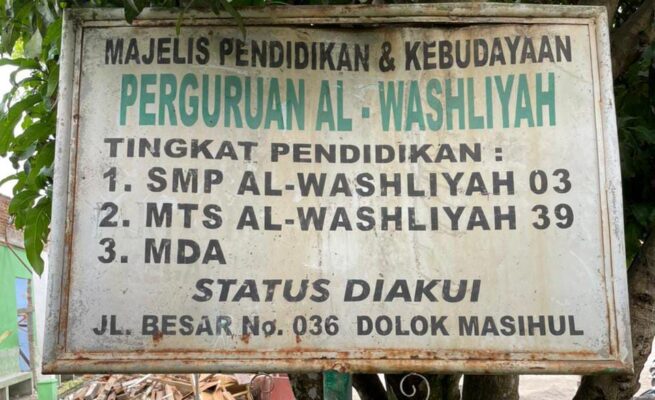 MAJELIS PENDIDIKAN & KEBUDAYAAN
PERGURUAN AL - WASHLIYAH
TINGKAT PENDIDIKAN :
1. SMP AL-WASHLIYAH 03
2. MTS AL-WASHLIYAH 39
3. MDA
STATUS DIAKUI
JL. BESAR No. 036 DOLOK MASIHUL